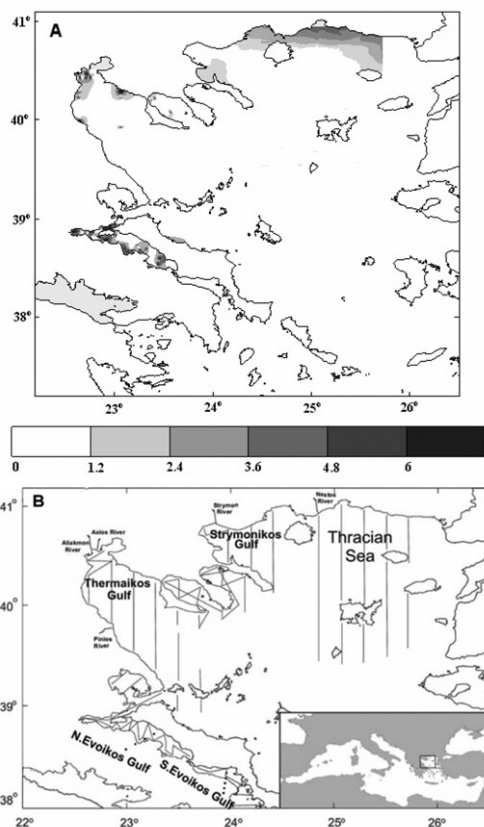 A
41°
40°
39°
38°
23°
24°
25°
26°
0
1.2
2.4
3.6
4.8
6
B
41°
40°
39°
38°
Strymon
River
Nestos
River
Axios River
Aliakmon
River
Strymonikos
Gulf
Thracian
Sea
Thermaikos
Gulf
Pinios
River
N.Evoikos Gulf
S.Evoikos Gulf
22°
23°
24°
25°
26°